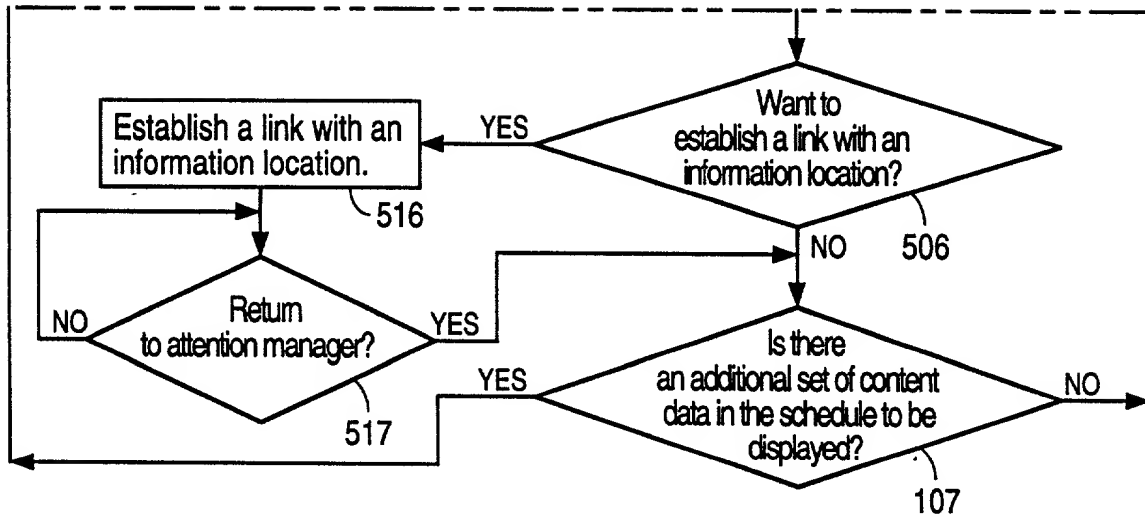 Want to
establish a link with an
information location?
506
YES
Establish a link with an
information location.
516
NO
Return
to attention manager?
517
NO
YES
Is there
an additional set of content
data in the schedule to be
displayed?
107
YES
NO